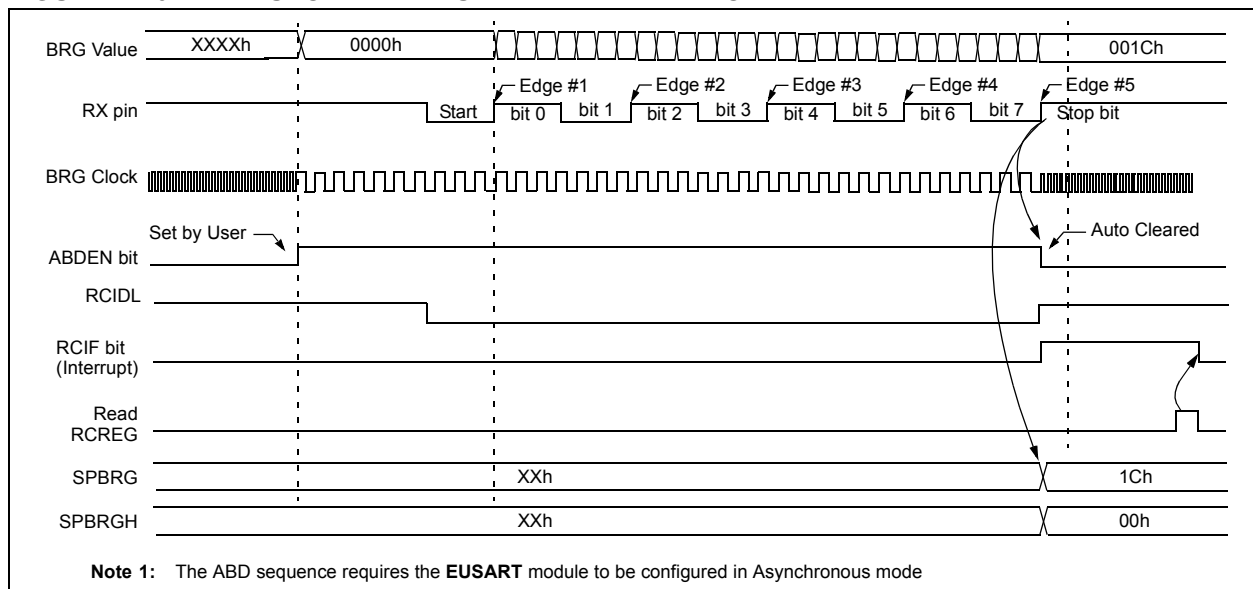 BRG Value XXXXh 0000h 001Ch
Edge #1 Edge #2 Edge #3 Edge #4 Edge #5
RX pin Start bit 0 bit 1 bit 2 bit 3 bit 4 bit 5 bit 6 bit 7 Stop bit
BRG Clock
Set by User Auto Cleared
ABDEN bit
RCIDL
RCIF bit
(Interrupt)
Read
RCREG
SPBRG XXh 1Ch
SPBRGH XXh 00h
Note 1: The ABD sequence requires the EUSART module to be configured in Asynchronous mode